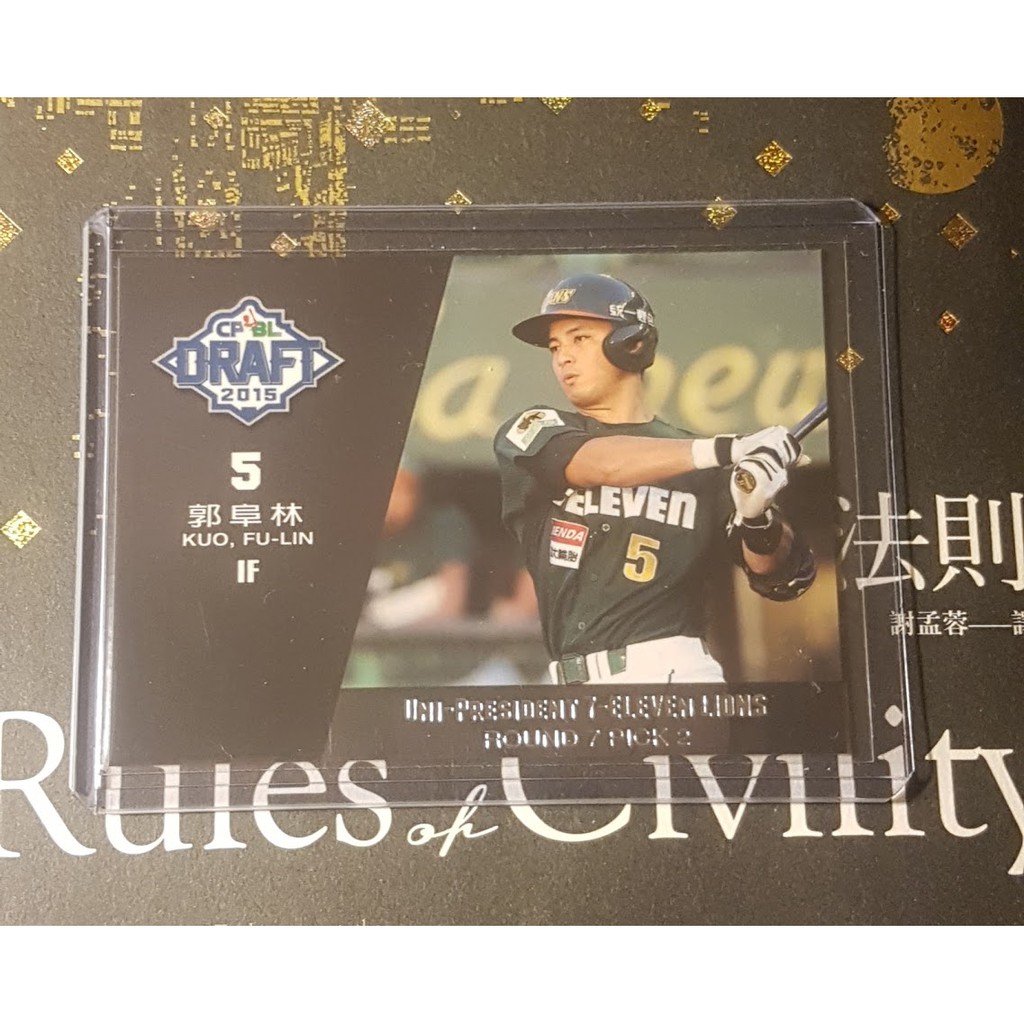 CPBL
DRAFT
2015
5
郭阜林
KUO, FU-LIN
IF
7-ELEVEN
5
UNI-PRESIDENT 7-ELEVEN LIONS
ROUND 7 PICK 2
法則
謝孟蓉
Rules of Civility